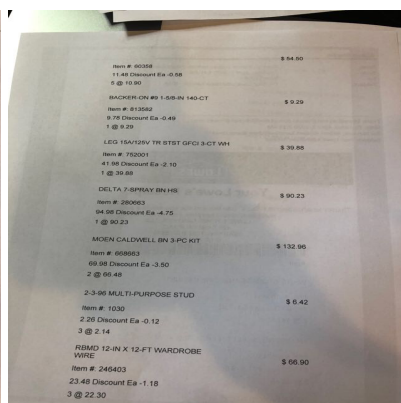 $ 54.50
Item #: 60358
11.48 Discount Ea -0.58
5 @ 10.90
BACKER-ON #9 1-5/8-IN 140-CT
$ 9.29
Item #: 813582
9.78 Discount Ea -0.49
1 @ 9.29
LEG 15A/125V TR STST GFCI 3-CT WH
$ 39.88
Item #: 752001
41.98 Discount Ea -2.10
1 @ 39.88
DELTA 7-SPRAY BN HS
$ 90.23
Item #: 280663
94.98 Discount Ea -4.75
1 @ 90.23
MOEN CALDWELL BN 3-PC KIT
$ 132.96
Item #: 668663
69.98 Discount Ea -3.50
2 @ 66.48
2-3-96 MULTI-PURPOSE STUD
$ 6.42
Item #: 1030
2.26 Discount Ea -0.12
3 @ 2.14
RBMD 12-IN X 12-FT WARDROBE
WIRE
$ 66.90
Item #: 246403
23.48 Discount Ea -1.18
3 @ 22.30